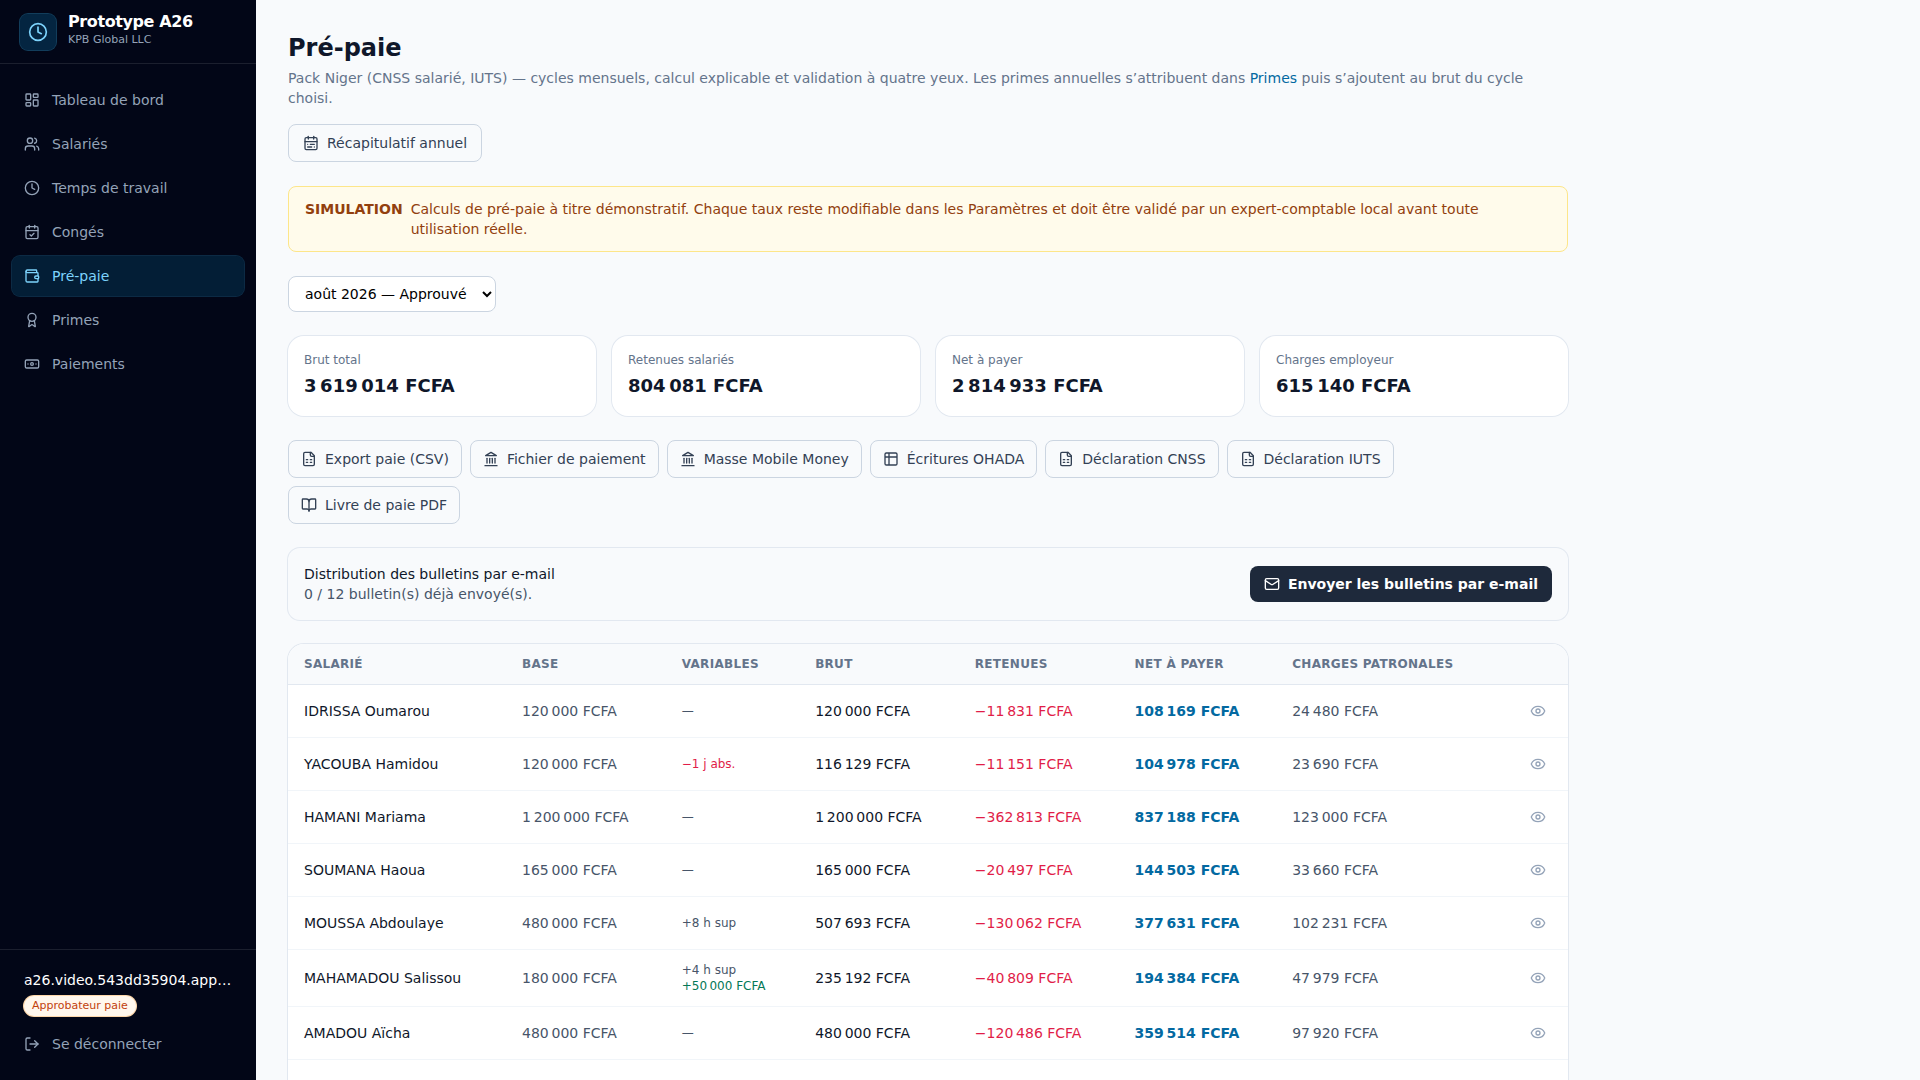 Prototype A26
KPB Global LLC
Tableau de bord
Salariés
Temps de travail
Congés
Pré-paie
Primes
Paiements
a26.video.543dd35904.app…
Approbateur paie
Se déconnecter
Pré-paie
Pack Niger (CNSS salarié, IUTS) — cycles mensuels, calcul explicable et validation à quatre yeux. Les primes annuelles s’attribuent dans Primes puis s’ajoutent au brut du cycle
choisi.
Récapitulatif annuel
SIMULATION Calculs de pré-paie à titre démonstratif. Chaque taux reste modifiable dans les Paramètres et doit être validé par un expert-comptable local avant toute
utilisation réelle.
août 2026 — Approuvé
Brut total
3 619 014 FCFA
Retenues salariés
804 081 FCFA
Net à payer
2 814 933 FCFA
Charges employeur
615 140 FCFA
Export paie (CSV)
Fichier de paiement
Masse Mobile Money
Écritures OHADA
Déclaration CNSS
Déclaration IUTS
Livre de paie PDF
Distribution des bulletins par e-mail
0 / 12 bulletin(s) déjà envoyé(s).
Envoyer les bulletins par e-mail
SALARIÉ BASE VARIABLES BRUT RETENUES NET À PAYER CHARGES PATRONALES
IDRISSA Oumarou 120 000 FCFA — 120 000 FCFA −11 831 FCFA 108 169 FCFA 24 480 FCFA
YACOUBA Hamidou 120 000 FCFA −1 j abs. 116 129 FCFA −11 151 FCFA 104 978 FCFA 23 690 FCFA
HAMANI Mariama 1 200 000 FCFA — 1 200 000 FCFA −362 813 FCFA 837 188 FCFA 123 000 FCFA
SOUMANA Haoua 165 000 FCFA — 165 000 FCFA −20 497 FCFA 144 503 FCFA 33 660 FCFA
MOUSSA Abdoulaye 480 000 FCFA +8 h sup 507 693 FCFA −130 062 FCFA 377 631 FCFA 102 231 FCFA
MAHAMADOU Salissou 180 000 FCFA +4 h sup +50 000 FCFA 235 192 FCFA −40 809 FCFA 194 384 FCFA 47 979 FCFA
AMADOU Aïcha 480 000 FCFA — 480 000 FCFA −120 486 FCFA 359 514 FCFA 97 920 FCFA